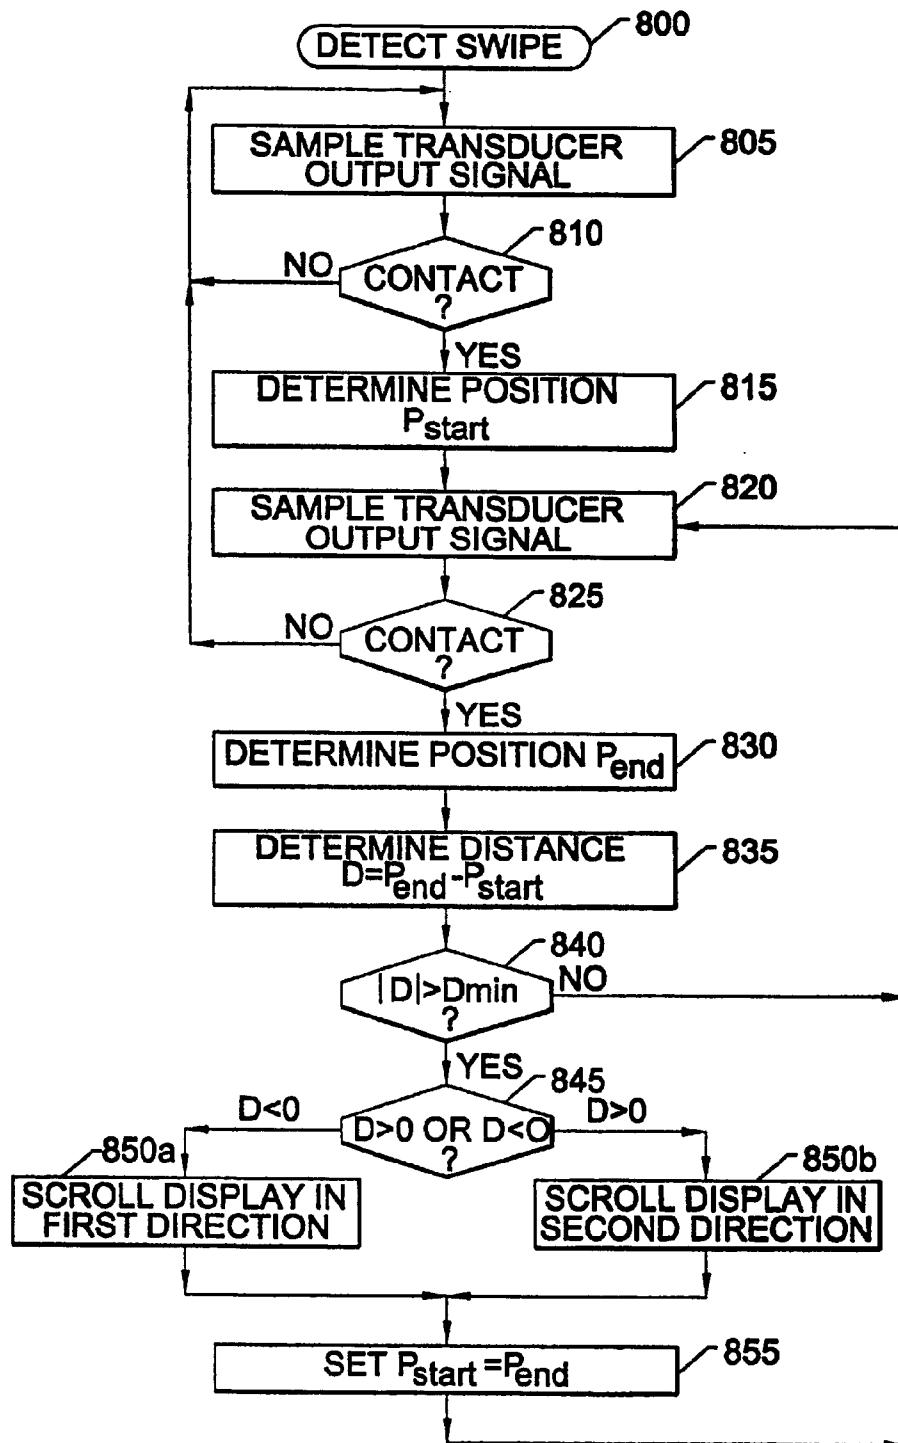 DETECT SWIPE
800
SAMPLE TRANSDUCER
OUTPUT SIGNAL
805
810
NO
CONTACT
?
YES
DETERMINE POSITION
Pstart
815
SAMPLE TRANSDUCER
OUTPUT SIGNAL
820
825
NO
CONTACT
?
YES
DETERMINE POSITION Pend
830
DETERMINE DISTANCE
D=Pend-Pstart
835
840
|D|>Dmin
?
NO
YES
845
D<0
D>0 OR D<O
?
D>0
850a
SCROLL DISPLAY IN
FIRST DIRECTION
850b
SCROLL DISPLAY IN
SECOND DIRECTION
SET Pstart=Pend
855